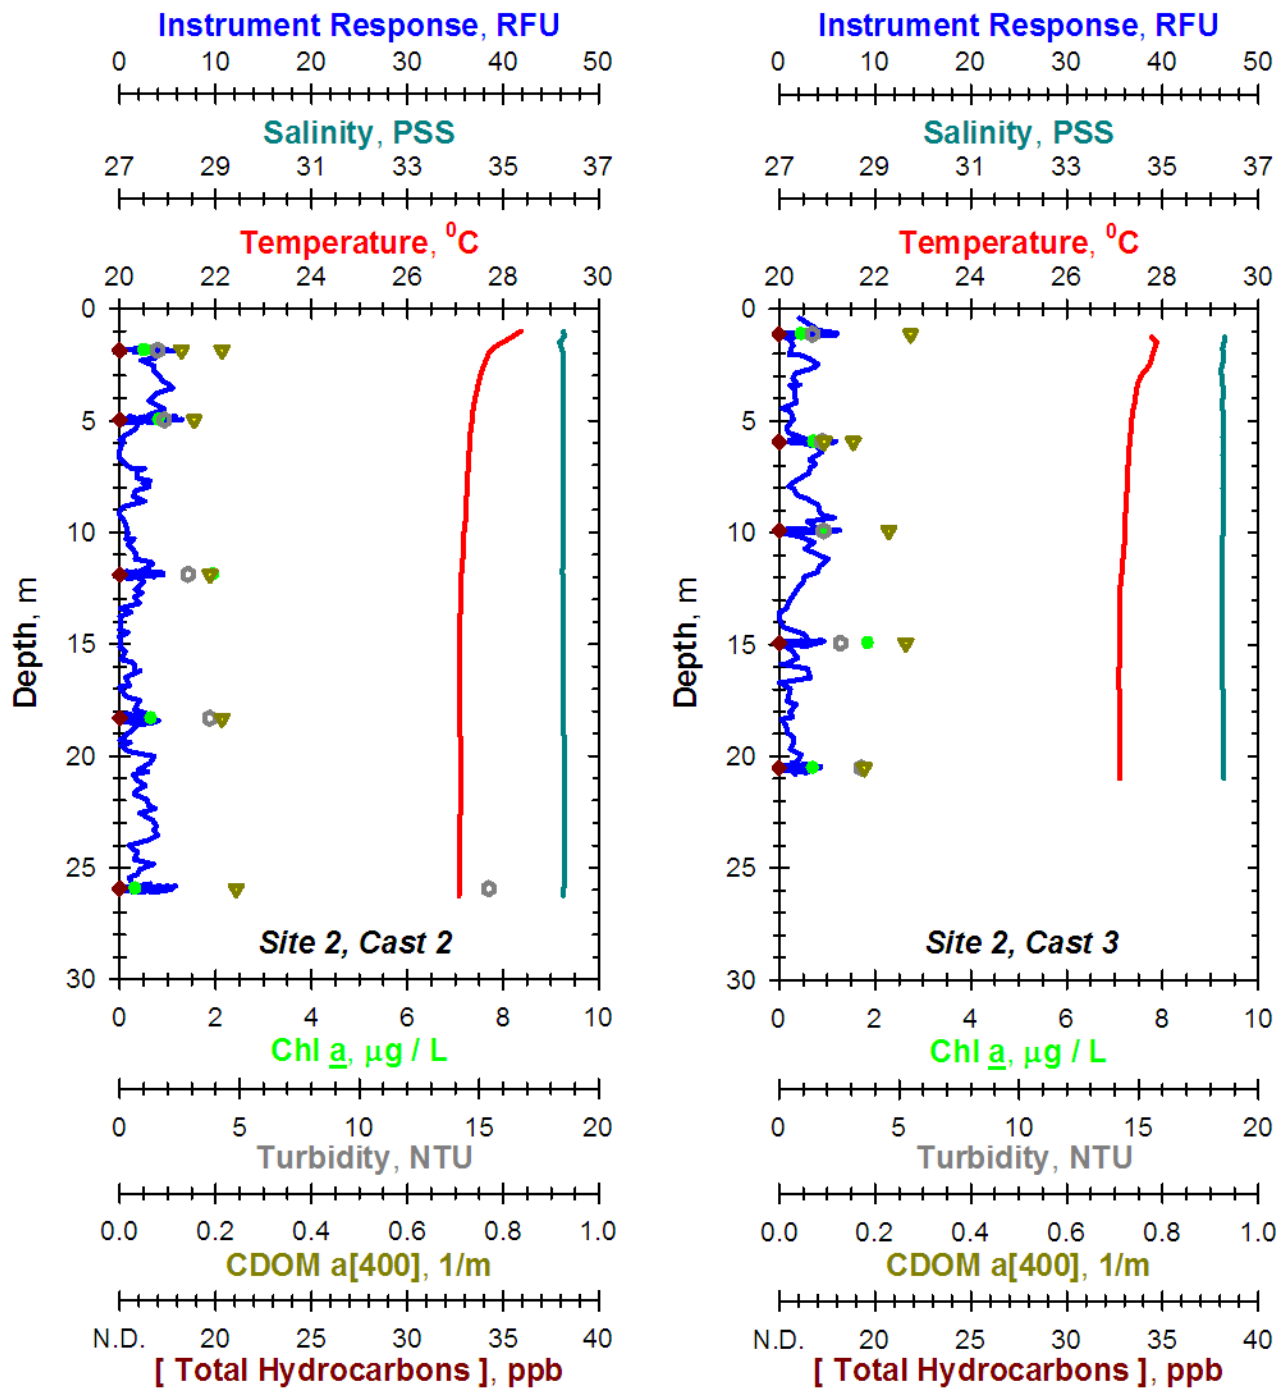 Instrument Response, RFU
0 10 20 30 40 50
Salinity, PSS
27 29 31 33 35 37
Temperature, ⁰C
20 22 24 26 28 30
0
5
10
15
20
25
30
Depth, m
Site 2, Cast 2
0 2 4 6 8 10
Chl a, µg / L
0 5 10 15 20
Turbidity, NTU
0.0 0.2 0.4 0.6 0.8 1.0
CDOM a[400], 1/m
N.D. 20 25 30 35 40
[ Total Hydrocarbons ], ppb
Instrument Response, RFU
0 10 20 30 40 50
Salinity, PSS
27 29 31 33 35 37
Temperature, ⁰C
20 22 24 26 28 30
0
5
10
15
20
25
30
Depth, m
Site 2, Cast 3
0 2 4 6 8 10
Chl a, µg / L
0 5 10 15 20
Turbidity, NTU
0.0 0.2 0.4 0.6 0.8 1.0
CDOM a[400], 1/m
N.D. 20 25 30 35 40
[ Total Hydrocarbons ], ppb